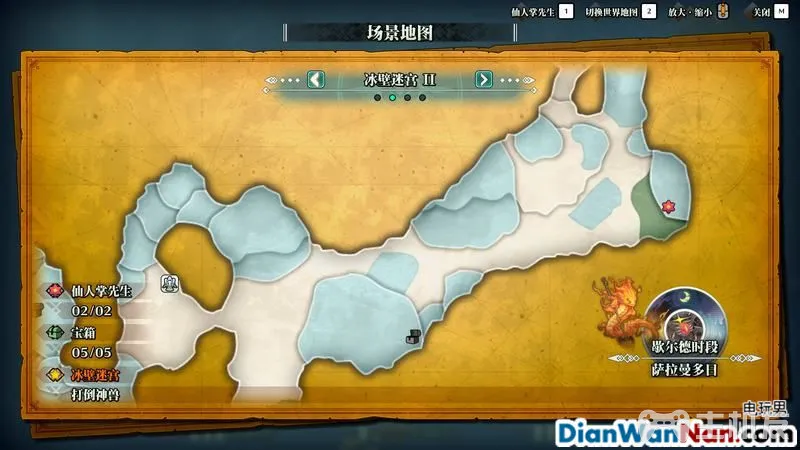 仙人掌先生 1 切换世界地图 2 放大·缩小 关闭 M
场景地图
冰壁迷宫 II
仙人掌先生
02/02
宝箱
05/05
冰壁迷宫
打倒神兽
歇尔德时段
萨拉曼多目
电玩男
DianWanNan.com